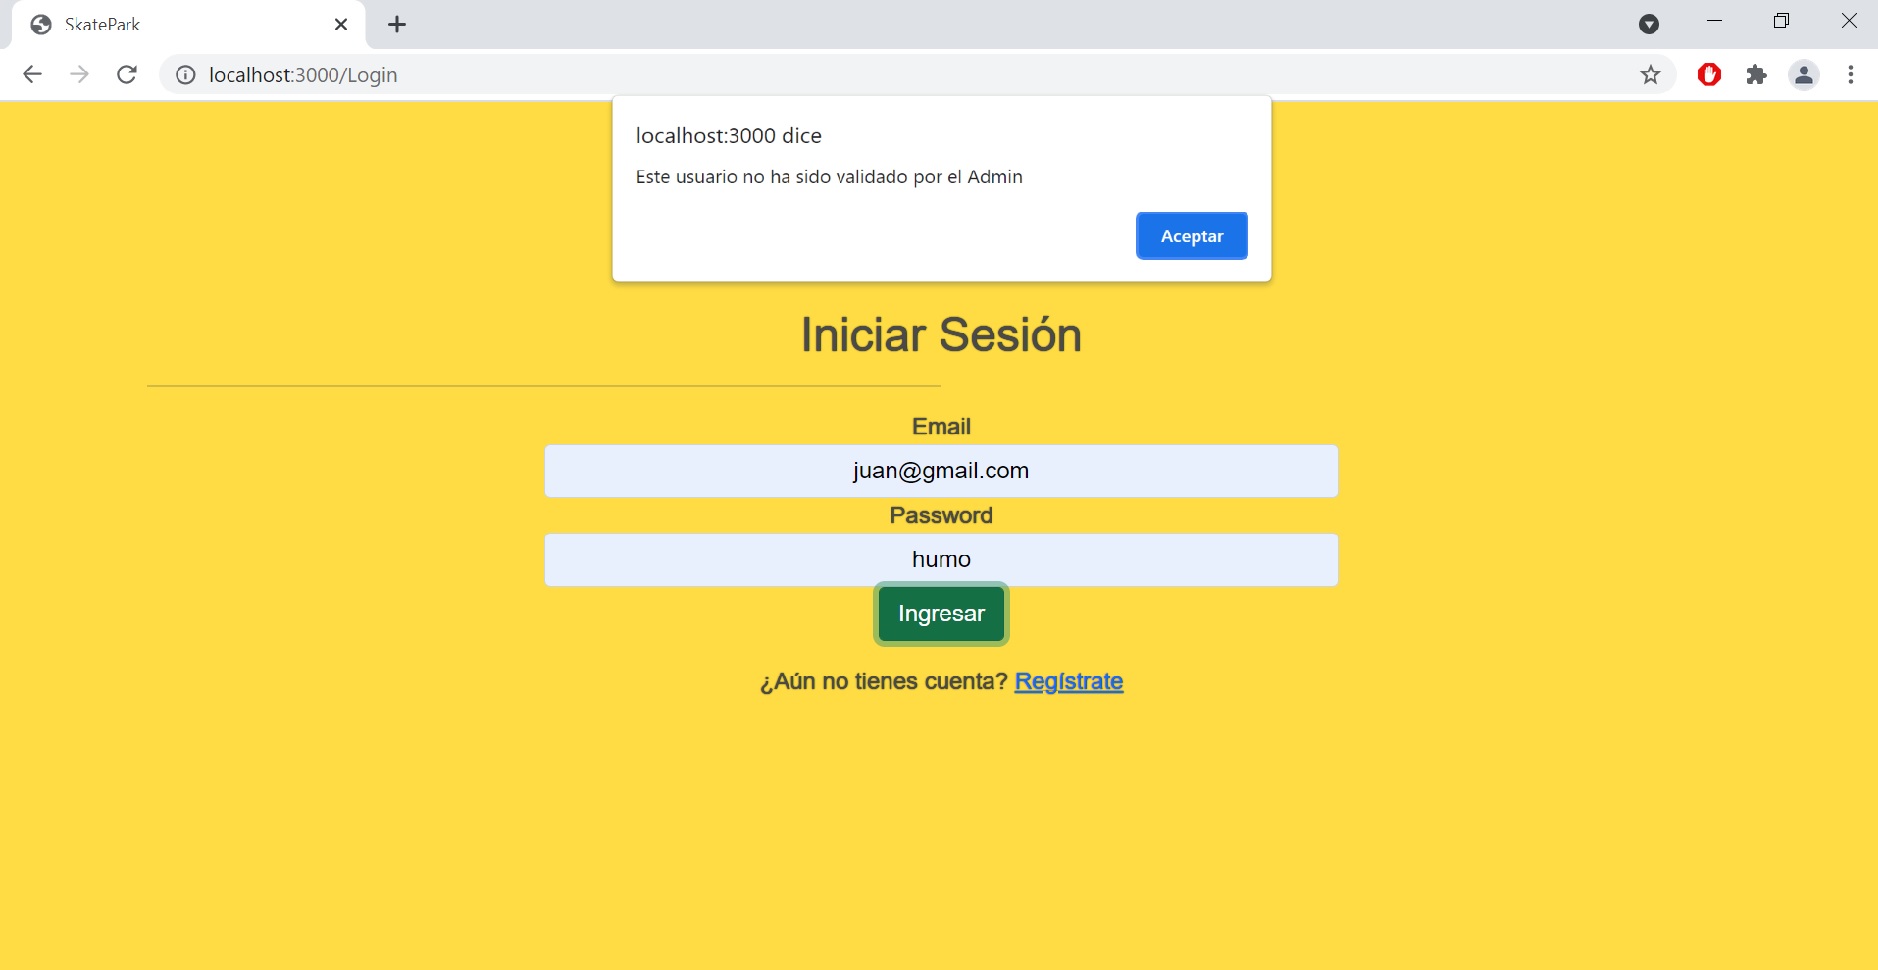 SkatePark
localhost:3000/Login
localhost:3000 dice
Este usuario no ha sido validado por el Admin
Aceptar
Iniciar Sesión
Email
juan@gmail.com
Password
humo
Ingresar
¿Aún no tienes cuenta? Regístrate